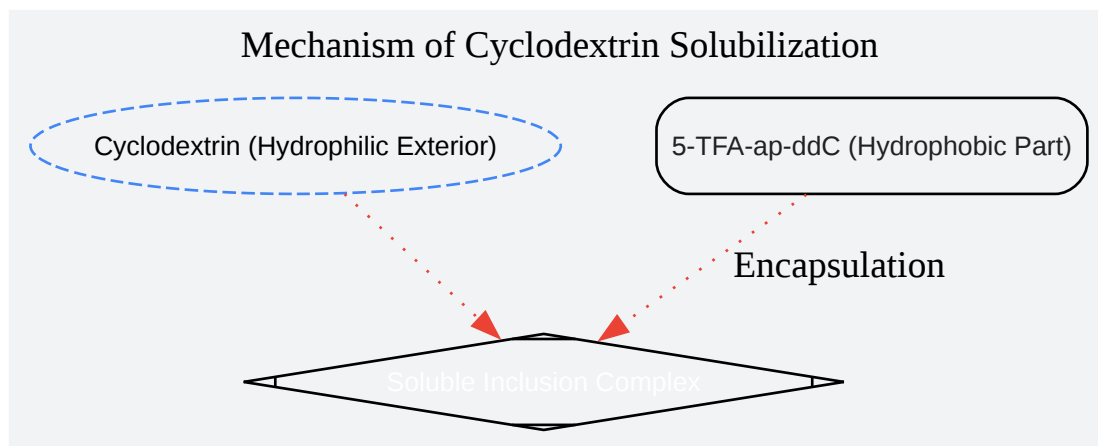 Mechanism of Cyclodextrin Solubilization
Cyclodextrin (Hydrophilic Exterior)
5-TFA-ap-ddC (Hydrophobic Part)
Encapsulation
Soluble Inclusion Complex